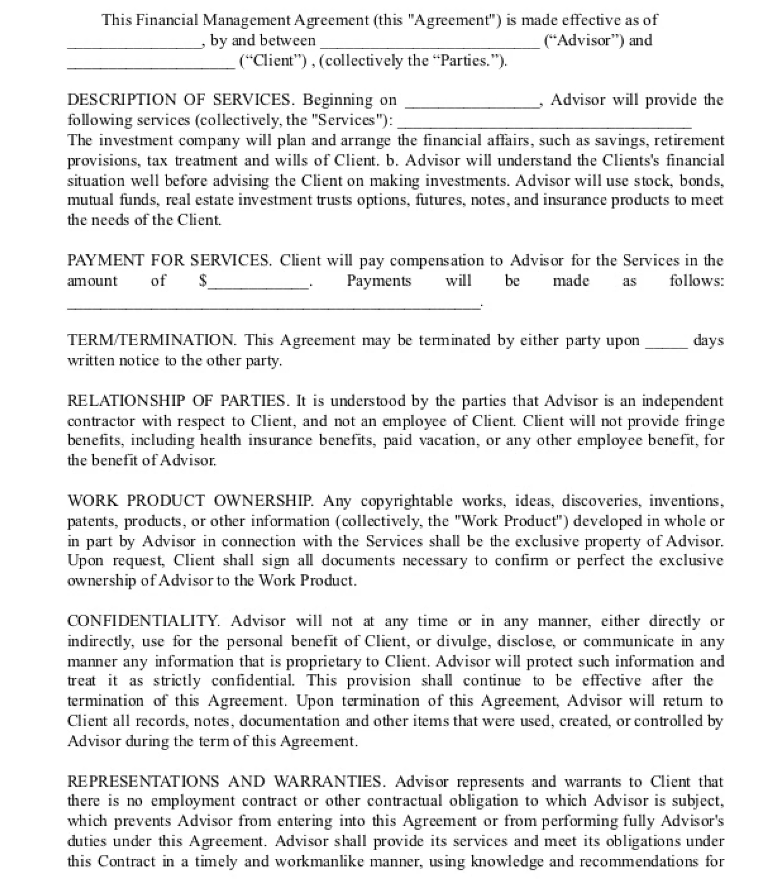 This Financial Management Agreement (this "Agreement") is made effective as of
________________, by and between __________________________ (“Advisor”) and
____________________ (“Client”) , (collectively the “Parties.”).
DESCRIPTION OF SERVICES. Beginning on ________________, Advisor will provide the
following services (collectively, the "Services"): ___________________________________
The investment company will plan and arrange the financial affairs, such as savings, retirement
provisions, tax treatment and wills of Client. b. Advisor will understand the Clients's financial
situation well before advising the Client on making investments. Advisor will use stock, bonds,
mutual funds, real estate investment trusts options, futures, notes, and insurance products to meet
the needs of the Client.
PAYMENT FOR SERVICES. Client will pay compensation to Advisor for the Services in the
amount of $____________. Payments will be made as follows:
_________________________________________________.
TERM/TERMINATION. This Agreement may be terminated by either party upon _____ days
written notice to the other party.
RELATIONSHIP OF PARTIES. It is understood by the parties that Advisor is an independent
contractor with respect to Client, and not an employee of Client. Client will not provide fringe
benefits, including health insurance benefits, paid vacation, or any other employee benefit, for
the benefit of Advisor.
WORK PRODUCT OWNERSHIP. Any copyrightable works, ideas, discoveries, inventions,
patents, products, or other information (collectively, the "Work Product") developed in whole or
in part by Advisor in connection with the Services shall be the exclusive property of Advisor.
Upon request, Client shall sign all documents necessary to confirm or perfect the exclusive
ownership of Advisor to the Work Product.
CONFIDENTIALITY. Advisor will not at any time or in any manner, either directly or
indirectly, use for the personal benefit of Client, or divulge, disclose, or communicate in any
manner any information that is proprietary to Client. Advisor will protect such information and
treat it as strictly confidential. This provision shall continue to be effective after the
termination of this Agreement. Upon termination of this Agreement, Advisor will return to
Client all records, notes, documentation and other items that were used, created, or controlled by
Advisor during the term of this Agreement.
REPRESENTATIONS AND WARRANTIES. Advisor represents and warrants to Client that
there is no employment contract or other contractual obligation to which Advisor is subject,
which prevents Advisor from entering into this Agreement or from performing fully Advisor's
duties under this Agreement. Advisor shall provide its services and meet its obligations under
this Contract in a timely and workmanlike manner, using knowledge and recommendations for